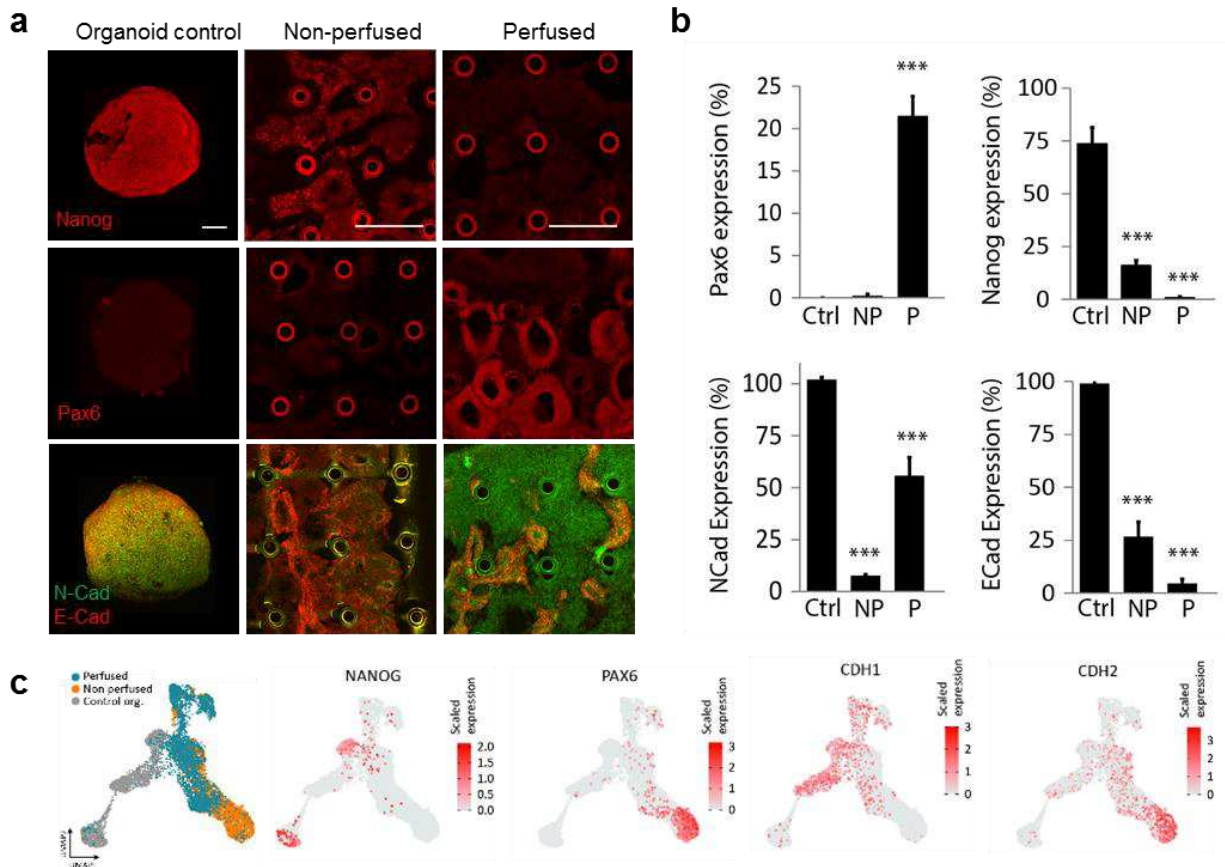 a
Organoid control Non-perfused Perfused
Nanog
Pax6
N-Cad
E-Cad
b
Pax6 expression (%)
25
20
15
10
5
0
***
Ctrl NP P
Nanog expression (%)
100
75
50
25
0
***
***
Ctrl NP P
NCad Expression (%)
100
75
50
25
0
***
***
Ctrl NP P
ECad Expression (%)
100
75
50
25
0
***
***
Ctrl NP P
c
Perfused
Non perfused
Control org.
NANOG
Scaled
expression
2.0
1.5
1.0
0.5
0.0
PAX6
Scaled
expression
3
2
1
0
CDH1
Scaled
expression
3
2
1
0
CDH2
Scaled
expression
3
2
1
0